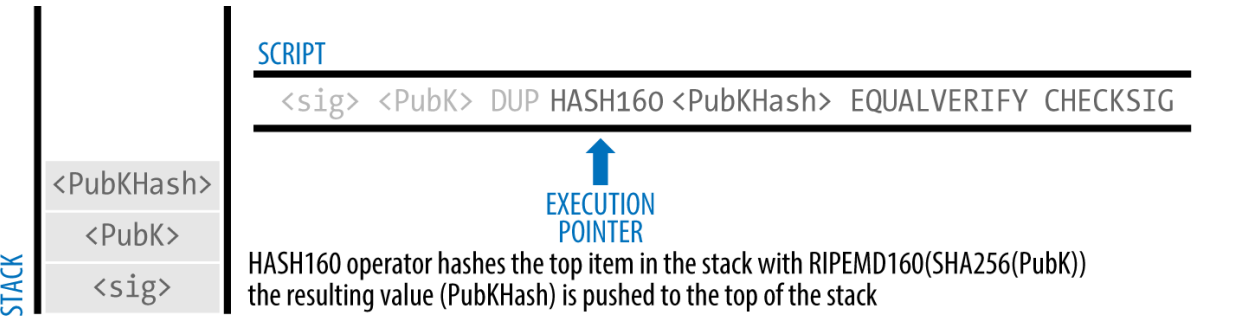 SCRIPT
<sig> <PubK> DUP HASH160 <PubKHash> EQUALVERIFY CHECKSIG
EXECUTION
POINTER
<PubKHash>
<PubK>
<sig>
STACK
HASH160 operator hashes the top item in the stack with RIPEMD160(SHA256(PubK))
the resulting value (PubKHash) is pushed to the top of the stack